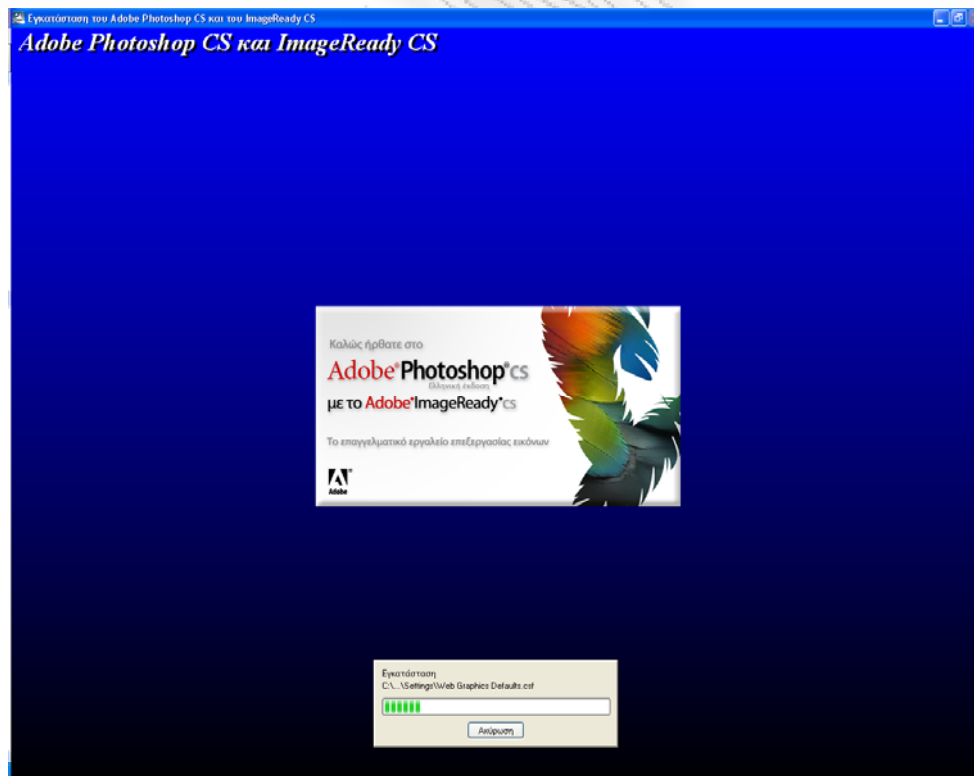 Εγκατάσταση του Adobe Photoshop CS και του ImageReady CS
Adobe Photoshop CS και ImageReady CS
Καλώς ήρθατε στο
Adobe® Photoshop® cs
Ελληνική έκδοση
με το Adobe® ImageReady® cs
Το επαγγελματικό εργαλείο επεξεργασίας εικόνων
Adobe
Εγκατάσταση
C:\...\Settings\Web Graphics Defaults.csf
Ακύρωση